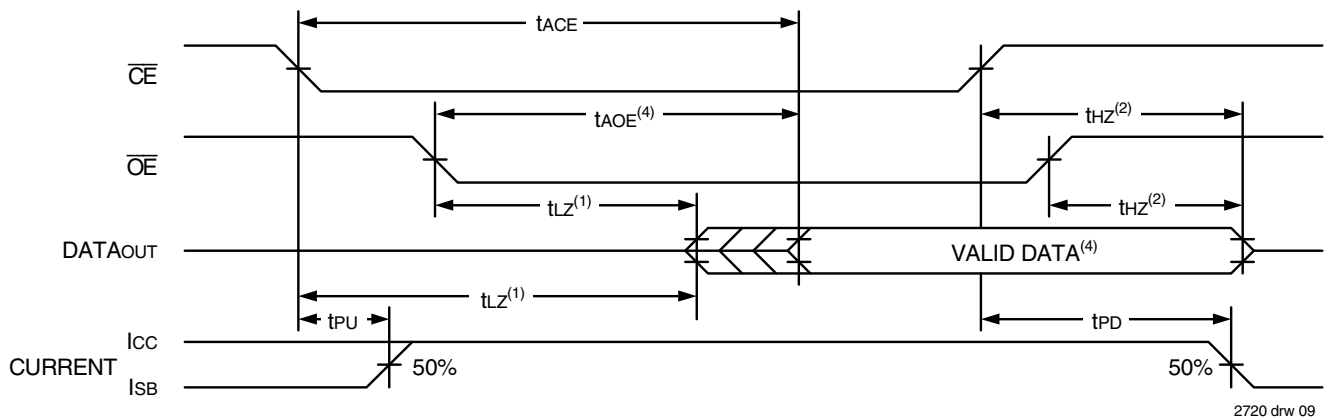 tACE
CE
tAOE(4)
tHZ(2)
OE
tLZ(1)
tHZ(2)
DATAOUT
VALID DATA(4)
tLZ(1)
tPU
tPD
ICC
CURRENT
50%
50%
ISB
2720 drw 09